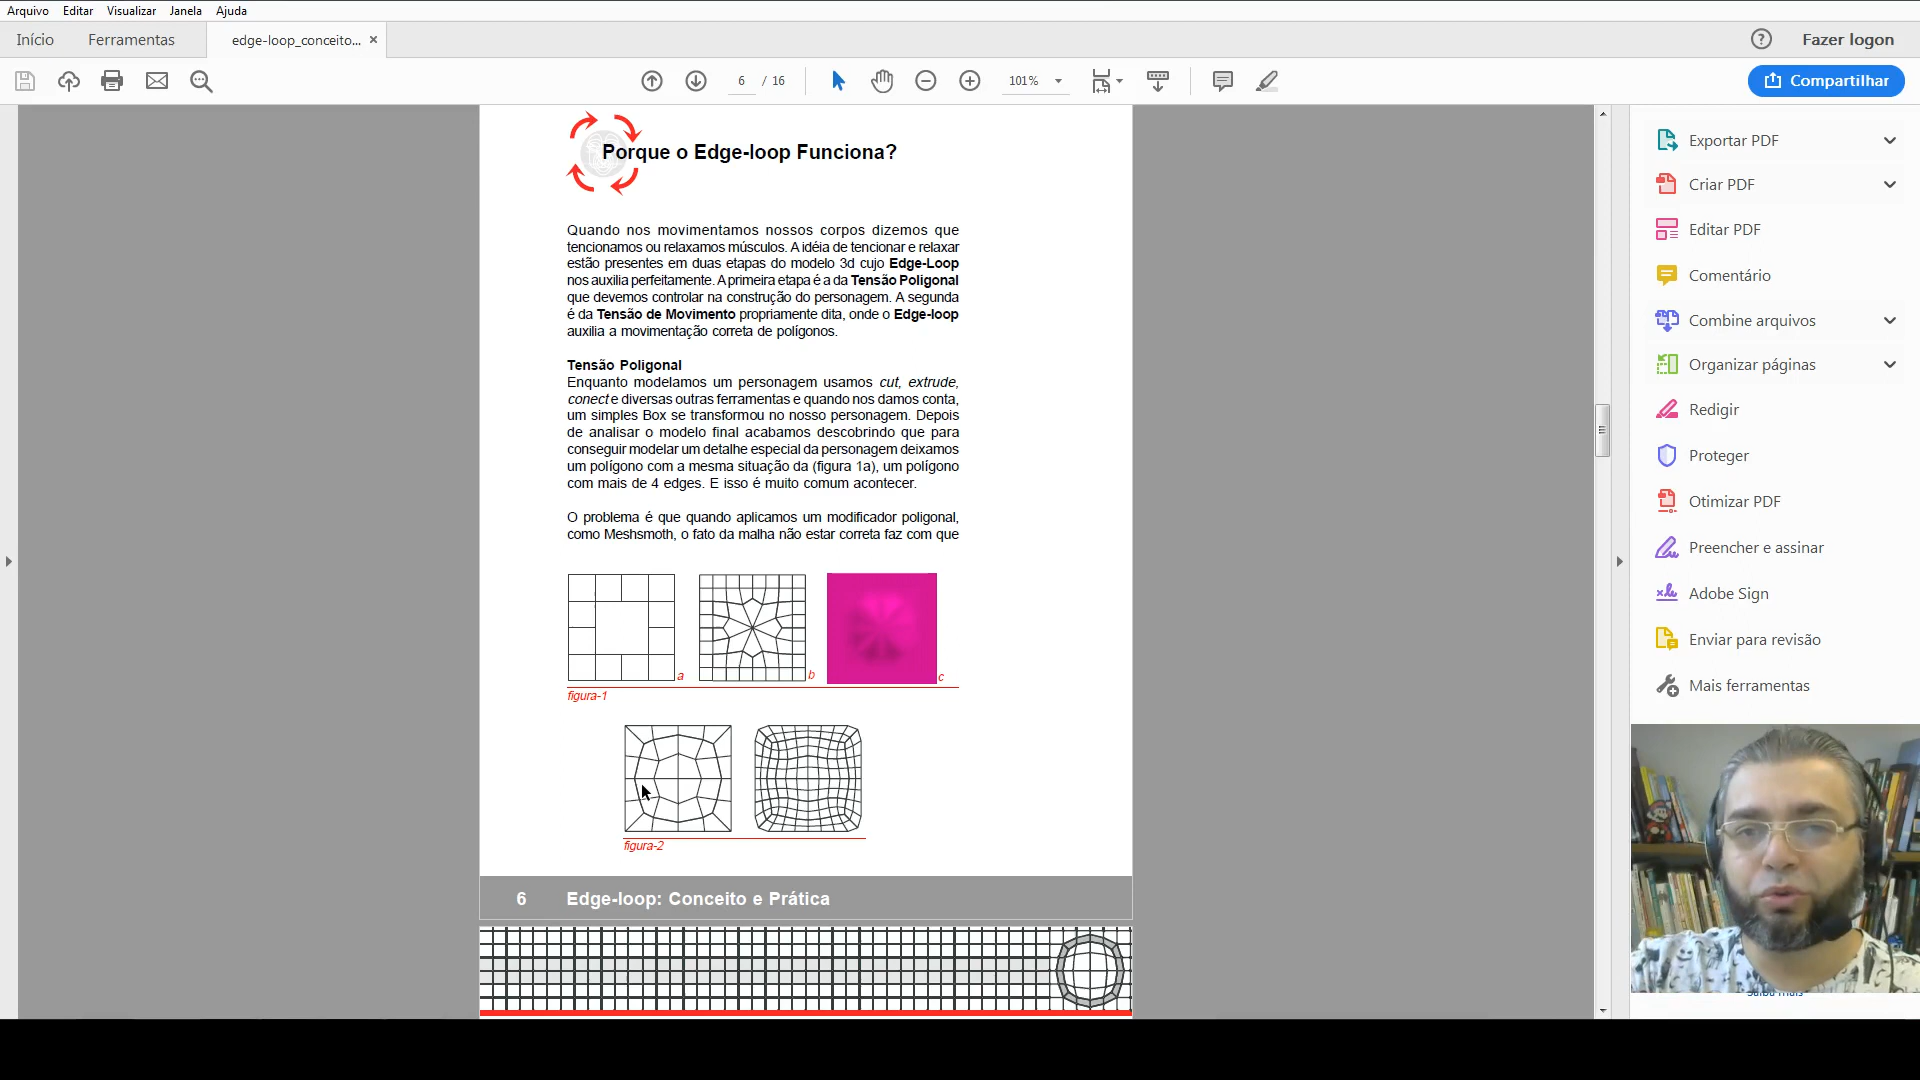 Arquivo Editar Visualizar Janela Ajuda
Início Ferramentas edge-loop_conceito... × ? Fazer logon
6 / 16 101% Compartilhar
Porque o Edge-loop Funciona?
Quando nos movimentamos nossos corpos dizemos que
tencionamos ou relaxamos músculos. A idéia de tencionar e relaxar
estão presentes em duas etapas do modelo 3d cujo Edge-Loop
nos auxilia perfeitamente. A primeira etapa é a da Tensão Poligonal
que devemos controlar na construção do personagem. A segunda
é da Tensão de Movimento propriamente dita, onde o Edge-loop
auxilia a movimentação correta de polígonos.
Tensão Poligonal
Enquanto modelamos um personagem usamos cut, extrude,
conect e diversas outras ferramentas e quando nos damos conta,
um simples Box se transformou no nosso personagem. Depois
de analisar o modelo final acabamos descobrindo que para
conseguir modelar um detalhe especial da personagem deixamos
um polígono com a mesma situação da (figura 1a), um polígono
com mais de 4 edges. E isso é muito comum acontecer.
O problema é que quando aplicamos um modificador poligonal,
como Meshsmoth, o fato da malha não estar correta faz com que
a b c
figura-1
figura-2
6 Edge-loop: Conceito e Prática
Exportar PDF
Criar PDF
Editar PDF
Comentário
Combine arquivos
Organizar páginas
Redigir
Proteger
Otimizar PDF
Preencher e assinar
Adobe Sign
Enviar para revisão
Mais ferramentas